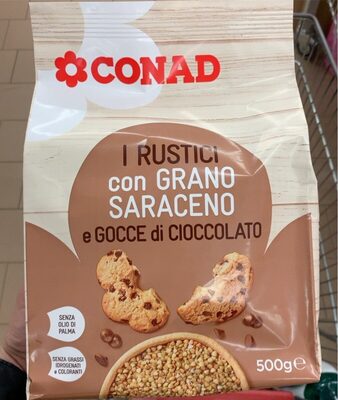 CONAD
I RUSTICI
con GRANO
SARACENO
e GOCCE di CIOCCOLATO
SENZA
OLIO DI
PALMA
SENZA GRASSI
IDROGENATI e
COLORANTI
500g e